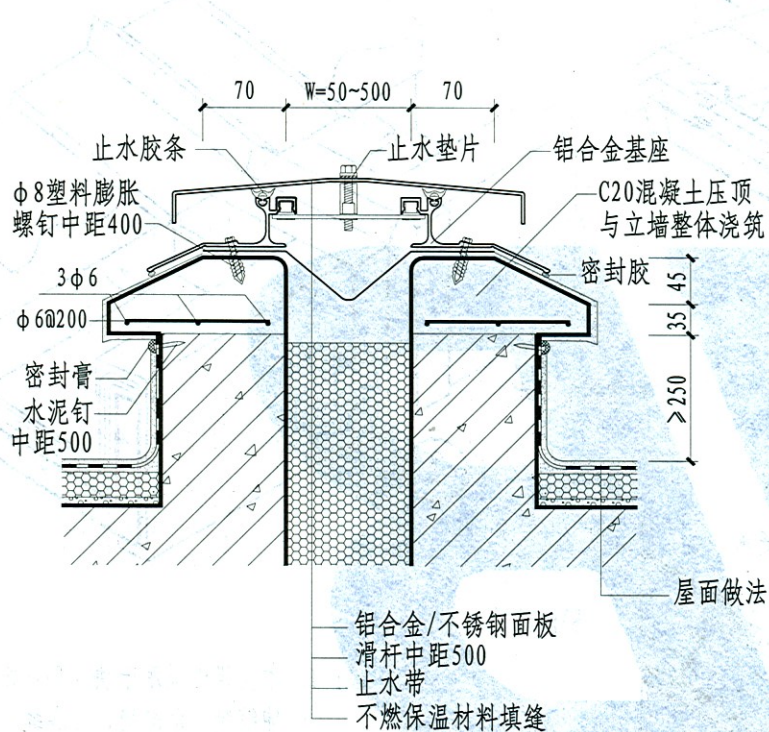 70
W=50~500
70
止水胶条
止水垫片
铝合金基座
ϕ8塑料膨胀
螺钉中距400
C20混凝土压顶
与立墙整体浇筑
密封胶
3ϕ6
ϕ6@200
45
35
≥250
密封膏
水泥钉
中距500
屋面做法
铝合金/不锈钢面板
滑杆中距500
止水带
不燃保温材料填缝